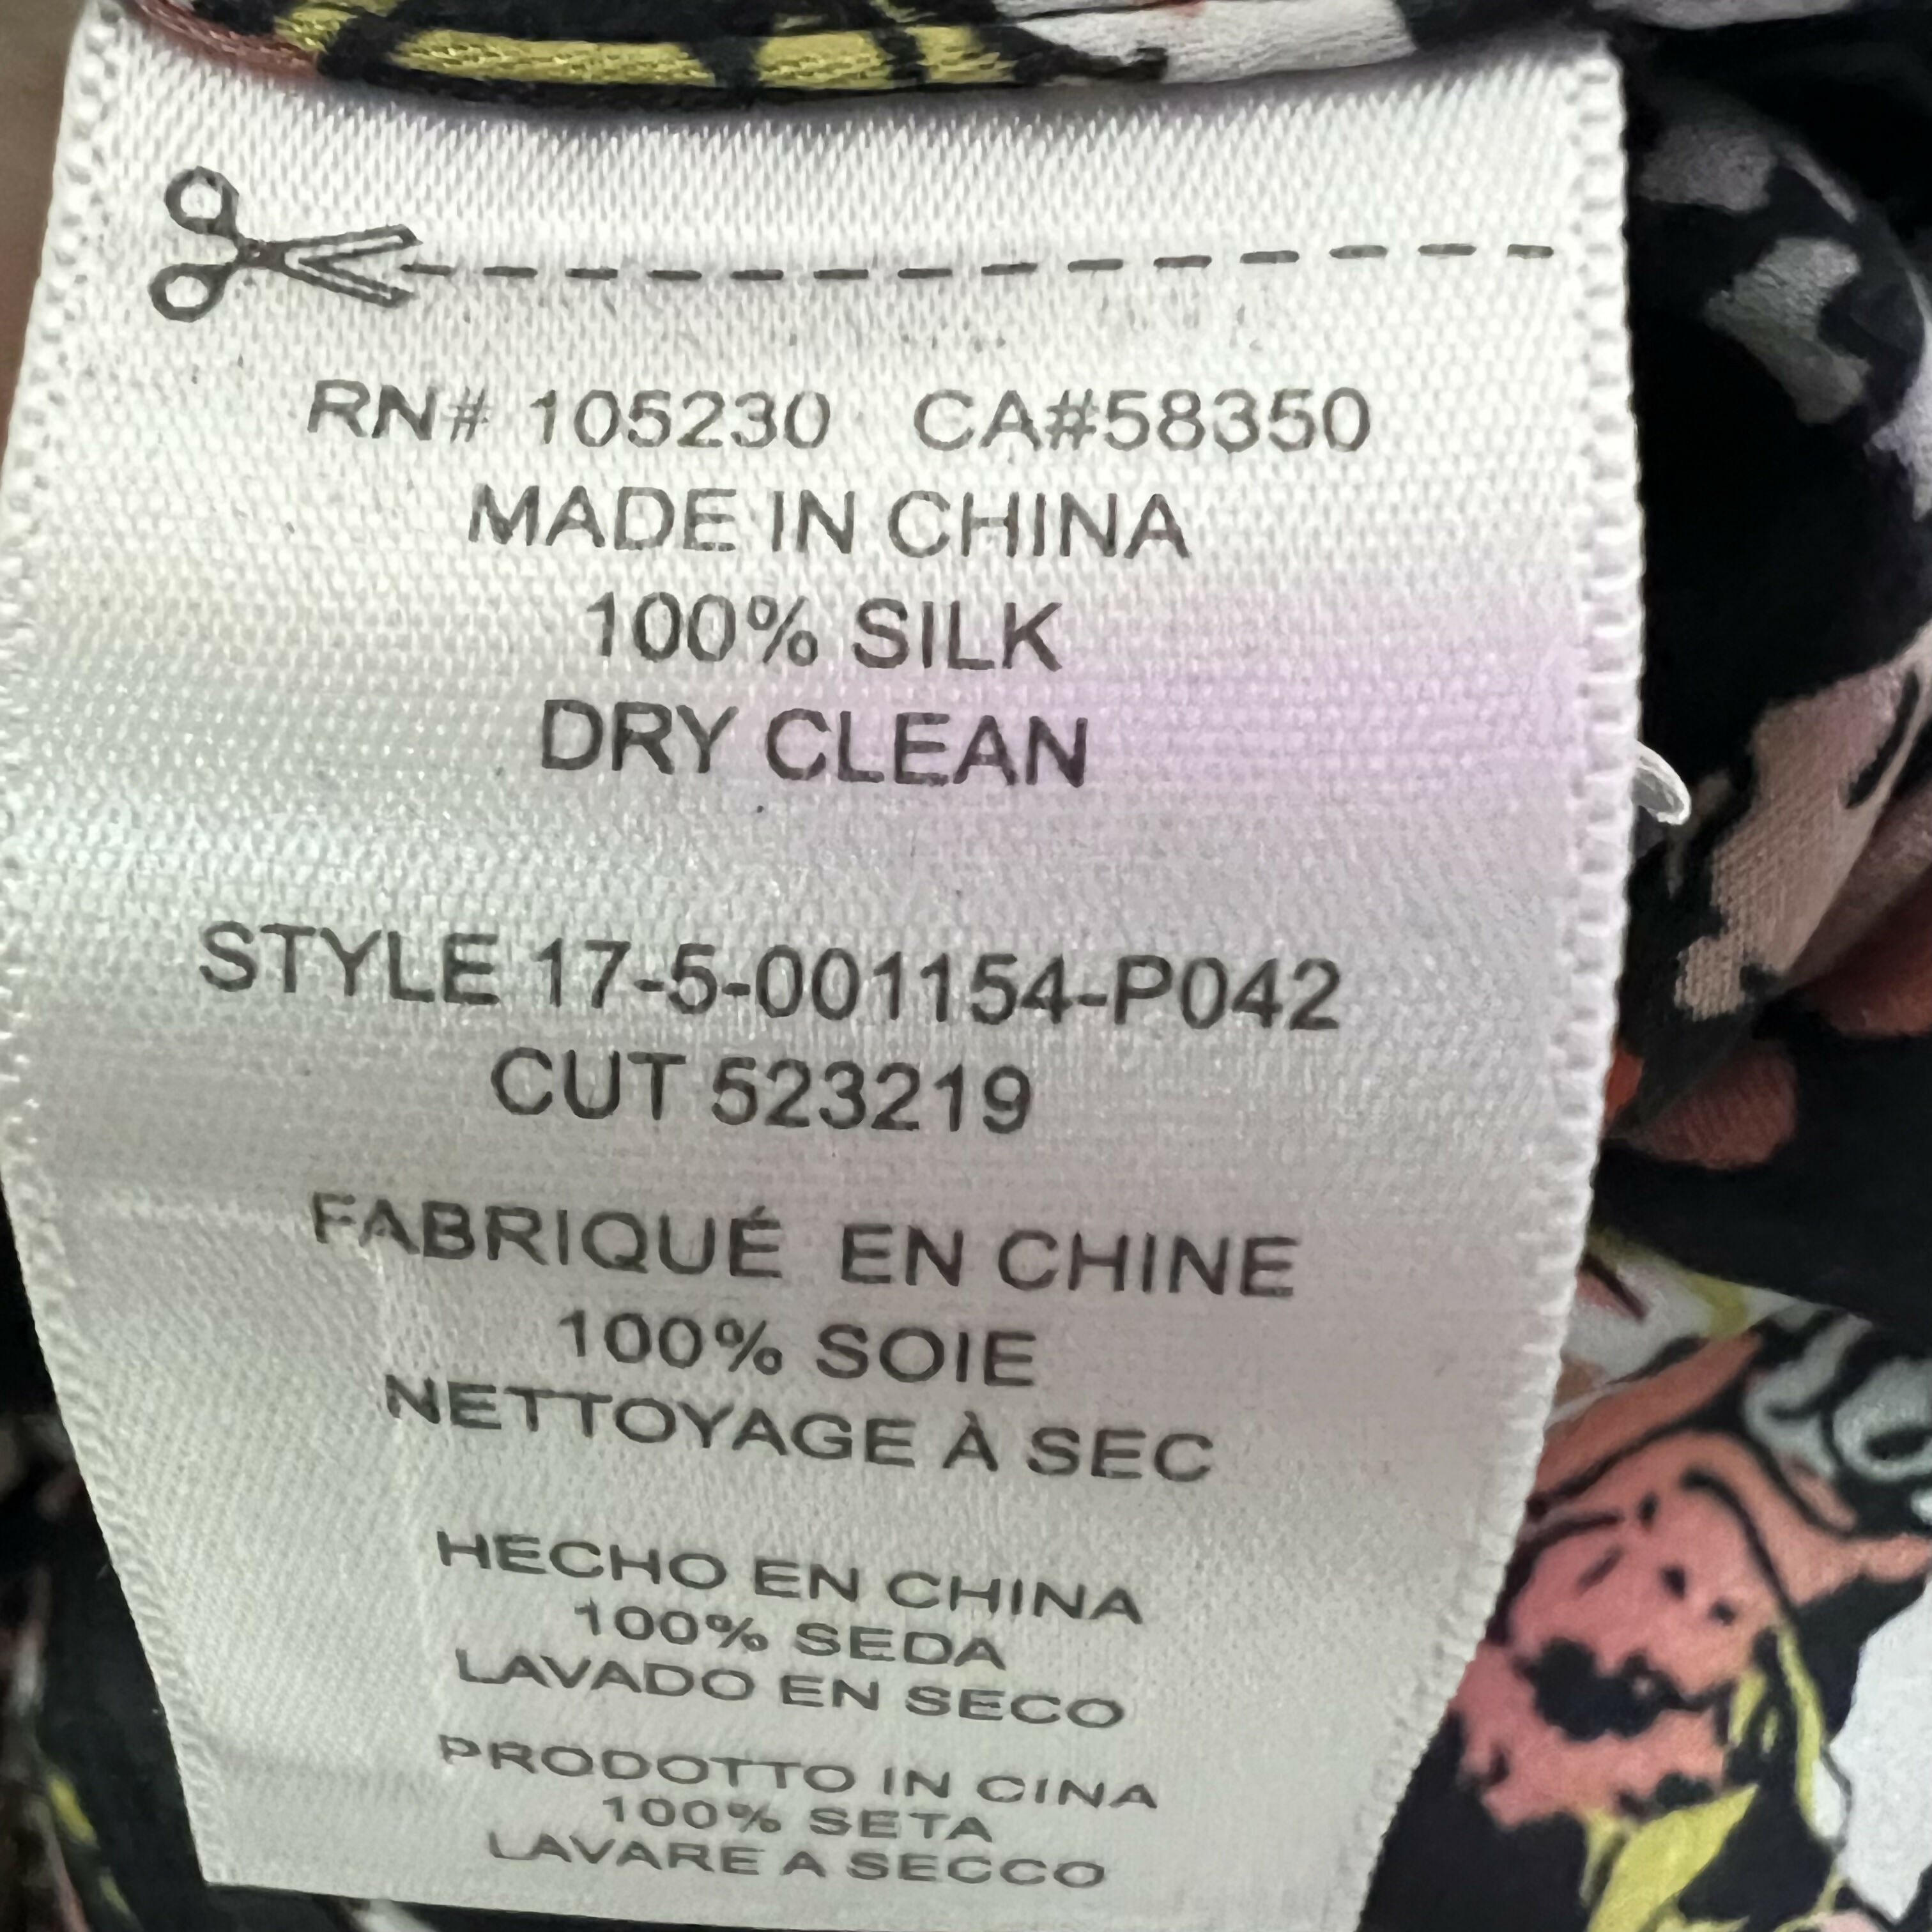 RN# 105230 CA#58350
MADE IN CHINA
100% SILK
DRY CLEAN
STYLE 17-5-001154-P042
CUT 523219
FABRIQUÉ EN CHINE
100% SOIE
NETTOYAGE À SEC
HECHO EN CHINA
100% SEDA
LAVADO EN SECO
PRODOTTO IN CINA
100% SETA
LAVARE A SECCO